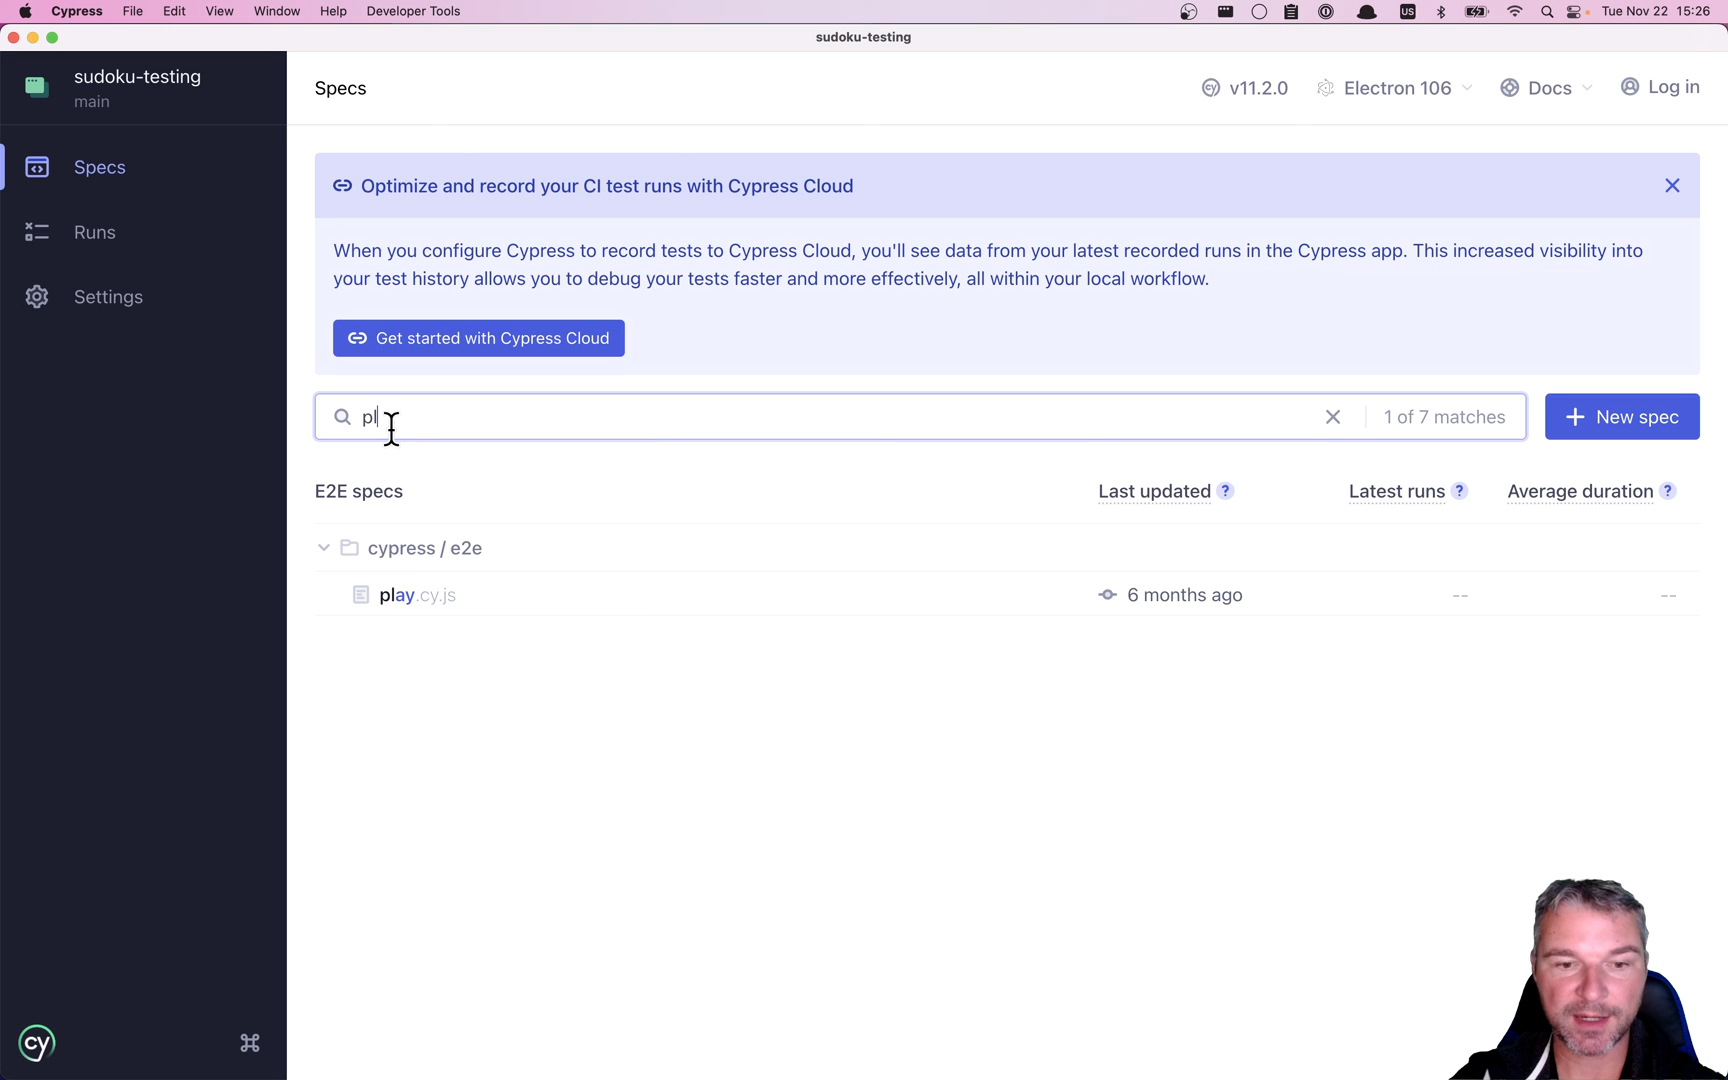 Cypress File Edit View Window Help Developer Tools US Tue Nov 22 15:26
sudoku-testing
sudoku-testing
main
Specs
Runs
Settings
cy
Specs
cy v11.2.0 Electron 106 Docs Log in
Optimize and record your CI test runs with Cypress Cloud
When you configure Cypress to record tests to Cypress Cloud, you'll see data from your latest recorded runs in the Cypress app. This increased visibility into
your test history allows you to debug your tests faster and more effectively, all within your local workflow.
Get started with Cypress Cloud
pl 1 of 7 matches New spec
E2E specs Last updated ? Latest runs ? Average duration ?
cypress / e2e
play.cy.js 6 months ago -- --